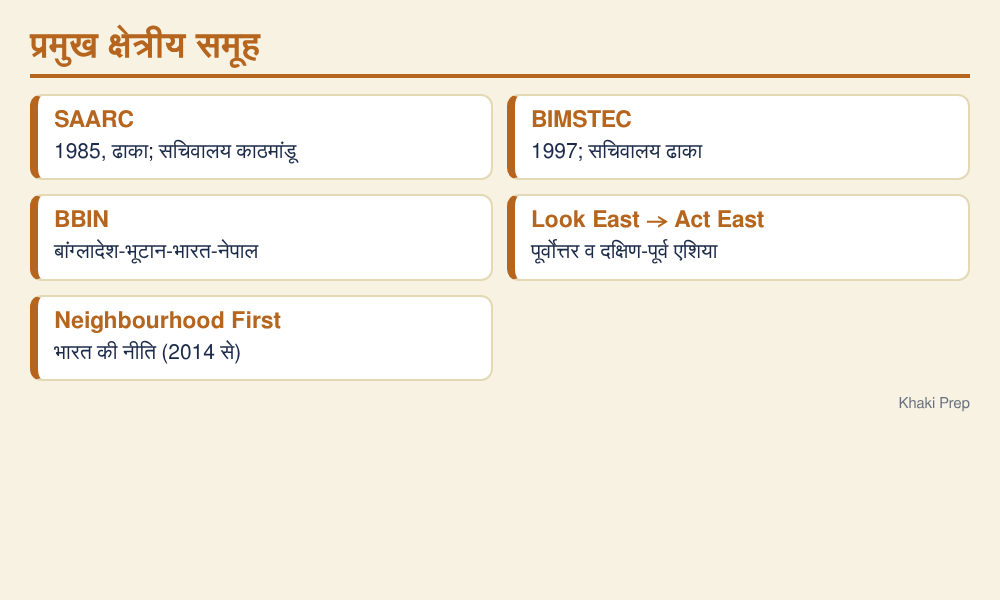 प्रमुख क्षेत्रीय समूह
SAARC
1985, ढाका; सचिवालय काठमांडू
BIMSTEC
1997; सचिवालय ढाका
BBIN
बांग्लादेश-भूटान-भारत-नेपाल
Look East → Act East
पूर्वोत्तर व दक्षिण-पूर्व एशिया
Neighbourhood First
भारत की नीति (2014 से)
Khaki Prep